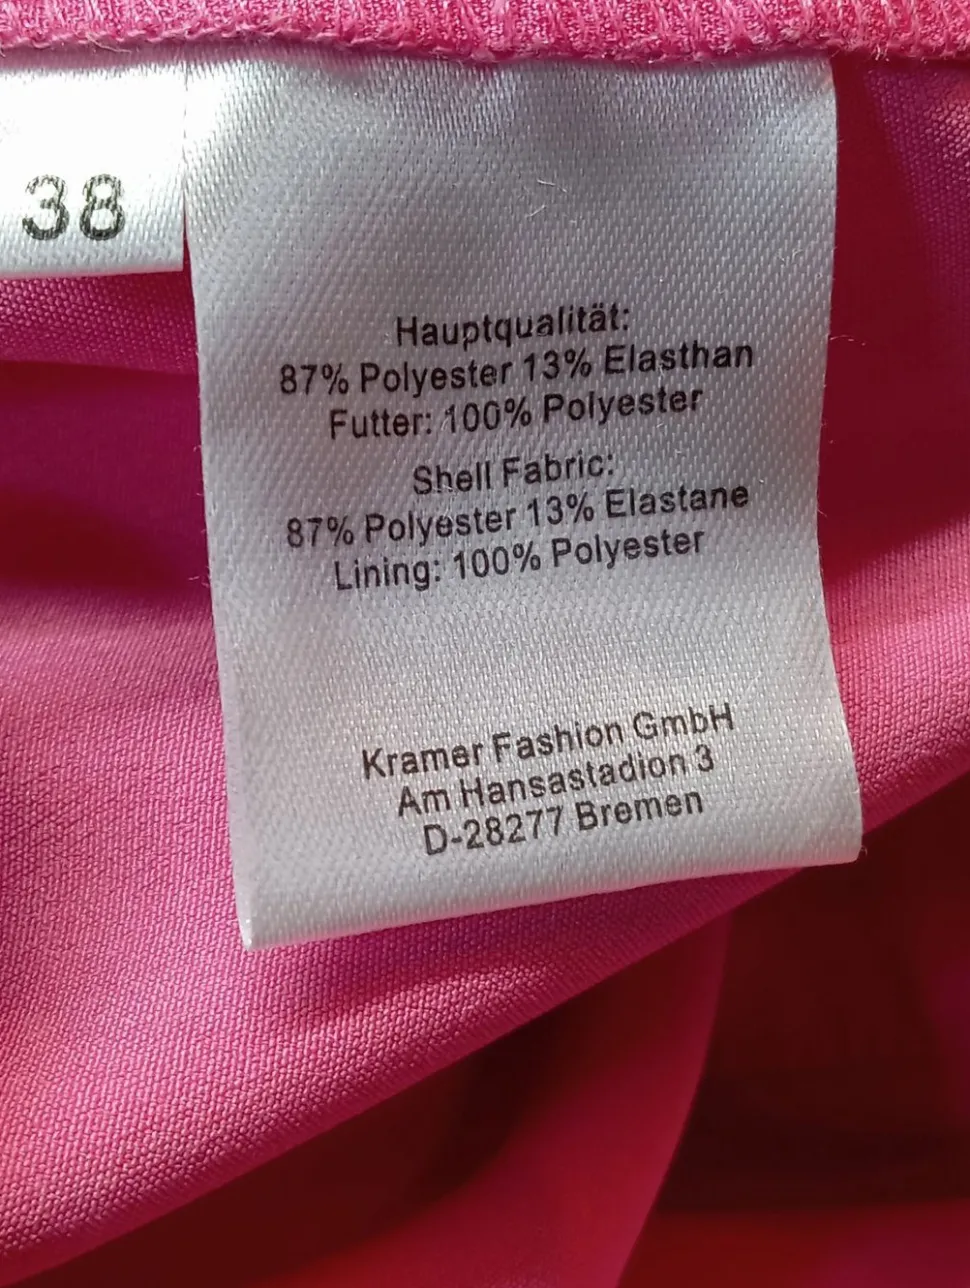 38
Hauptqualität:
87% Polyester 13% Elasthan
Futter: 100% Polyester
Shell Fabric:
87% Polyester 13% Elastane
Lining: 100% Polyester
Kramer Fashion GmbH
Am Hansastadion 3
D-28277 Bremen